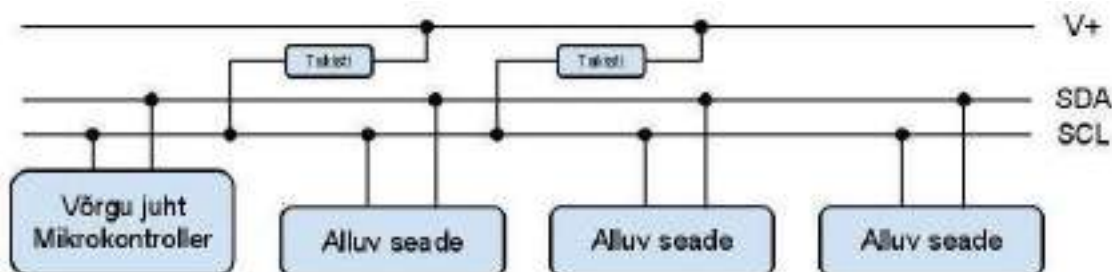 V+
Takisti
Takisti
SDA
SCL
Võrgu juht
Mikrokontroller
Alluv seade
Alluv seade
Alluv seade